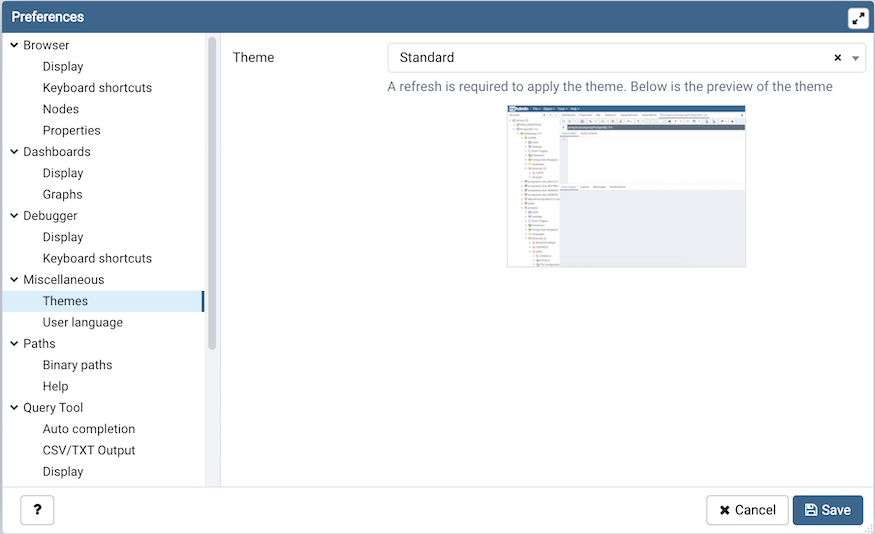 Preferences
Browser
Display
Keyboard shortcuts
Nodes
Properties
Dashboards
Display
Graphs
Debugger
Display
Keyboard shortcuts
Miscellaneous
Themes
User language
Paths
Binary paths
Help
Query Tool
Auto completion
CSV/TXT Output
Display
Theme
Standard
A refresh is required to apply the theme. Below is the preview of the theme
?
Cancel
Save